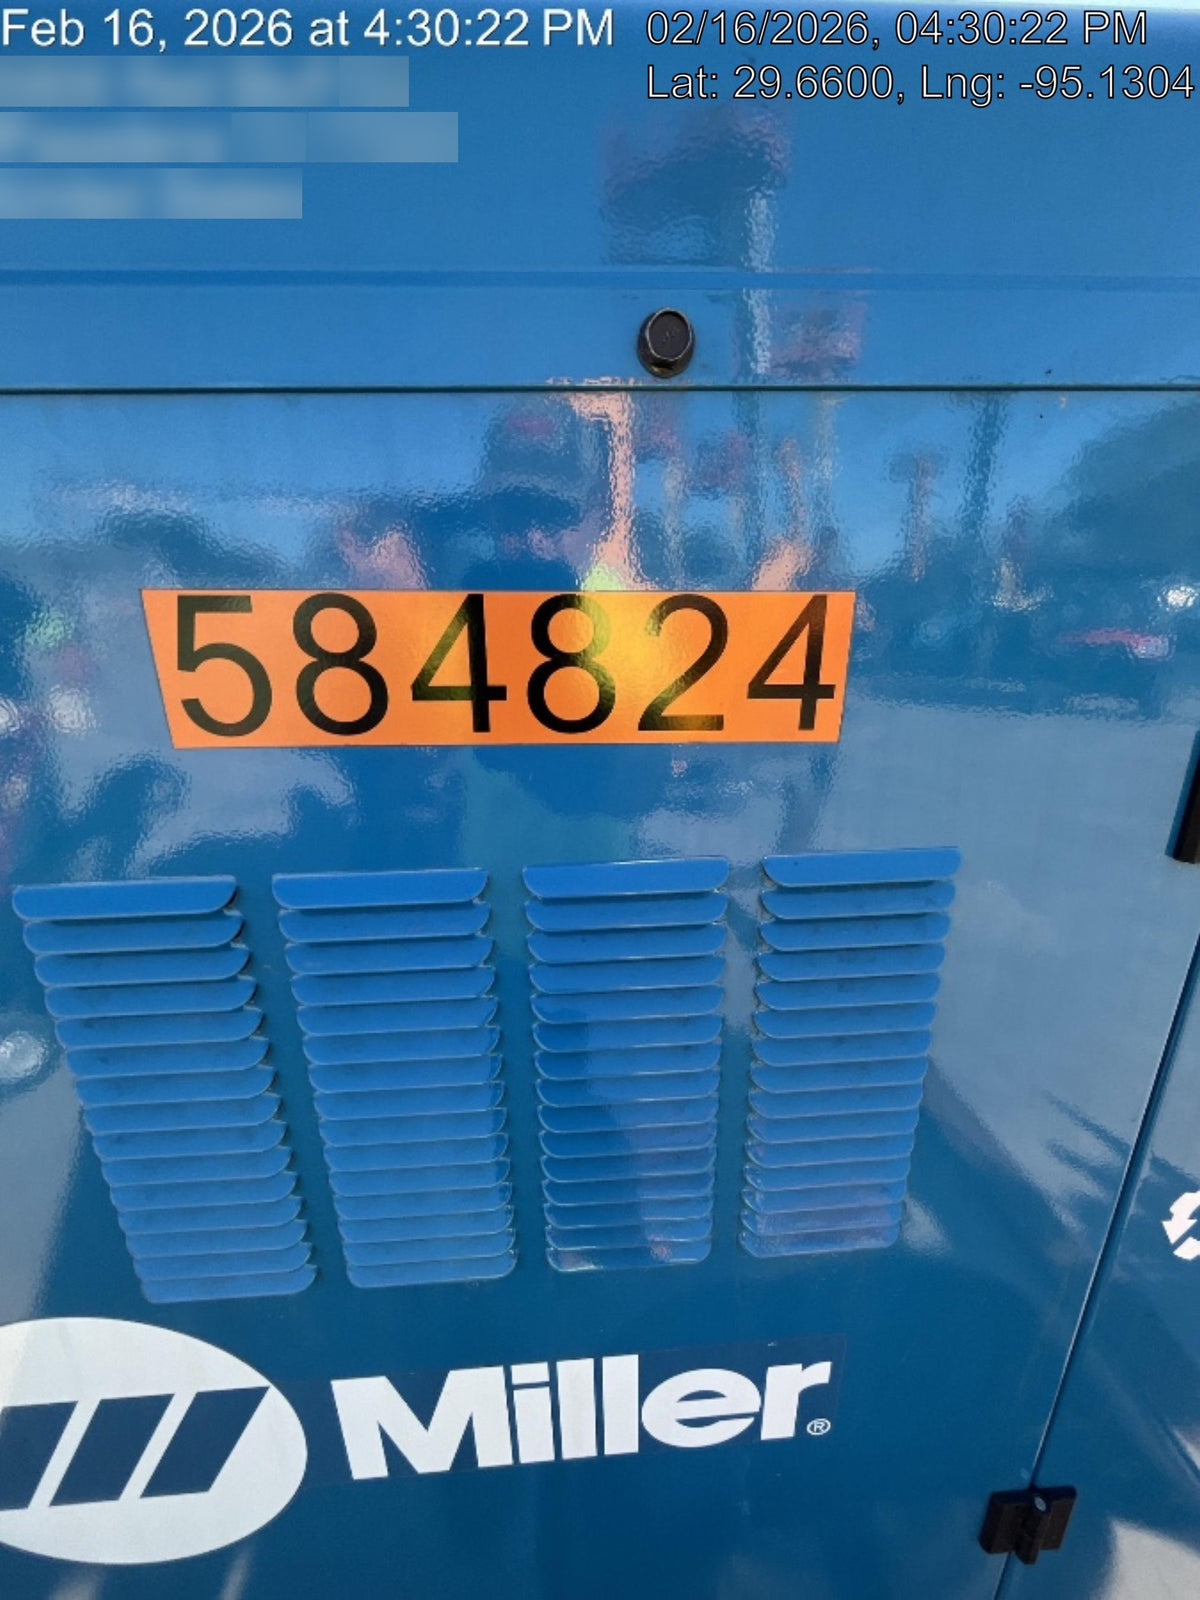 Feb 16, 2026 at 4:30:22 PM
02/16/2026, 04:30:22 PM
Lat: 29.6600, Lng: -95.1304
584824
Miller®